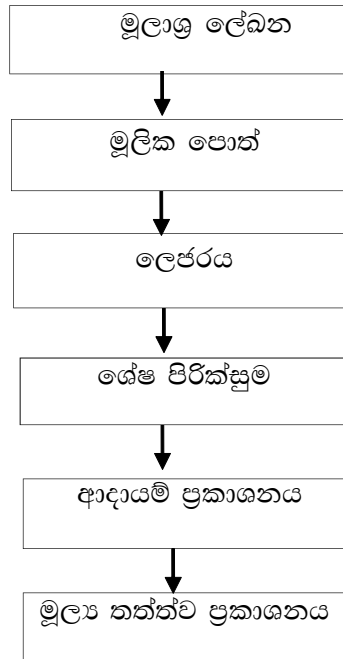 මූලාශ්‍ර ලේඛන
මූලික පොත්
ලෙජරය
ශේෂ පිරික්සුම
ආදායම් ප්‍රකාශනය
මූල්‍ය තත්ත්ව ප්‍රකාශනය